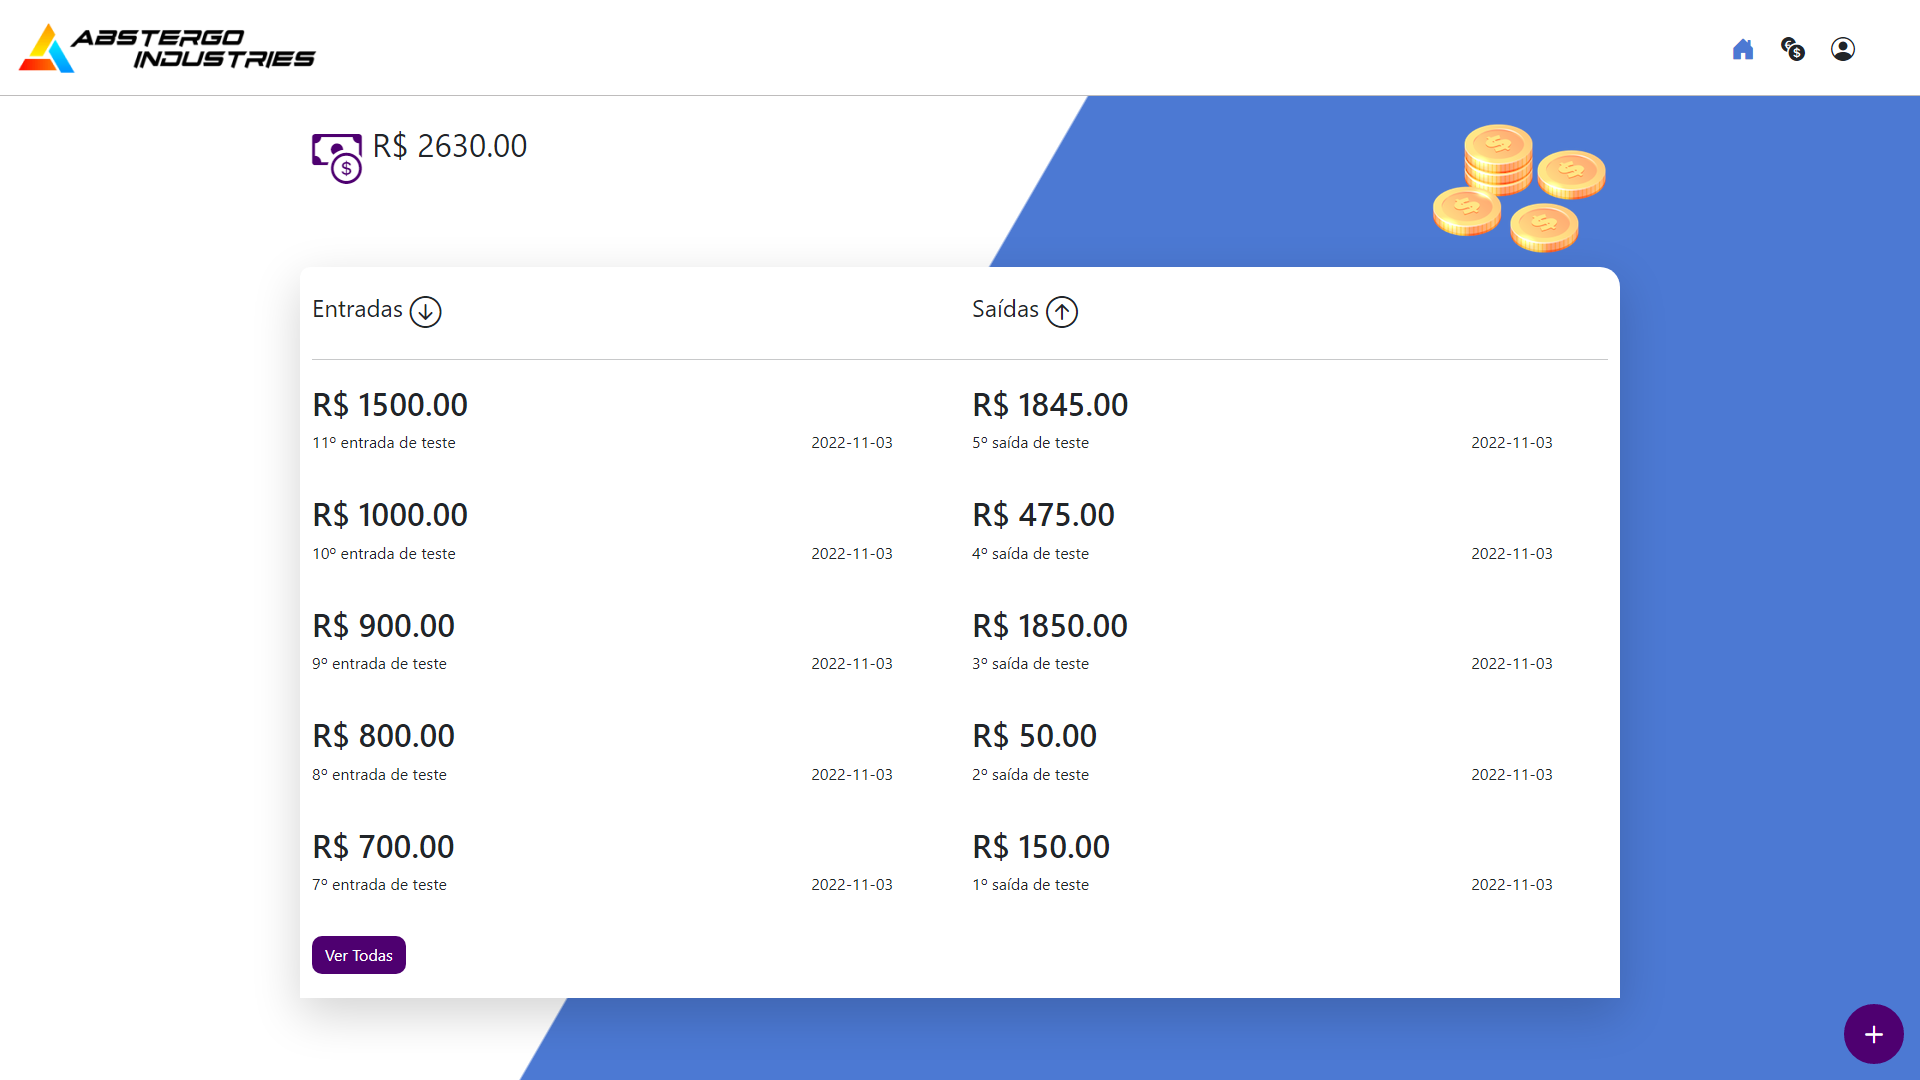 ABSTERGO
INDUSTRIES
R$ 2630.00
Entradas
Saídas
R$ 1500.00
11º entrada de teste
2022-11-03
R$ 1845.00
5º saída de teste
2022-11-03
R$ 1000.00
10º entrada de teste
2022-11-03
R$ 475.00
4º saída de teste
2022-11-03
R$ 900.00
9º entrada de teste
2022-11-03
R$ 1850.00
3º saída de teste
2022-11-03
R$ 800.00
8º entrada de teste
2022-11-03
R$ 50.00
2º saída de teste
2022-11-03
R$ 700.00
7º entrada de teste
2022-11-03
R$ 150.00
1º saída de teste
2022-11-03
Ver Todas
+